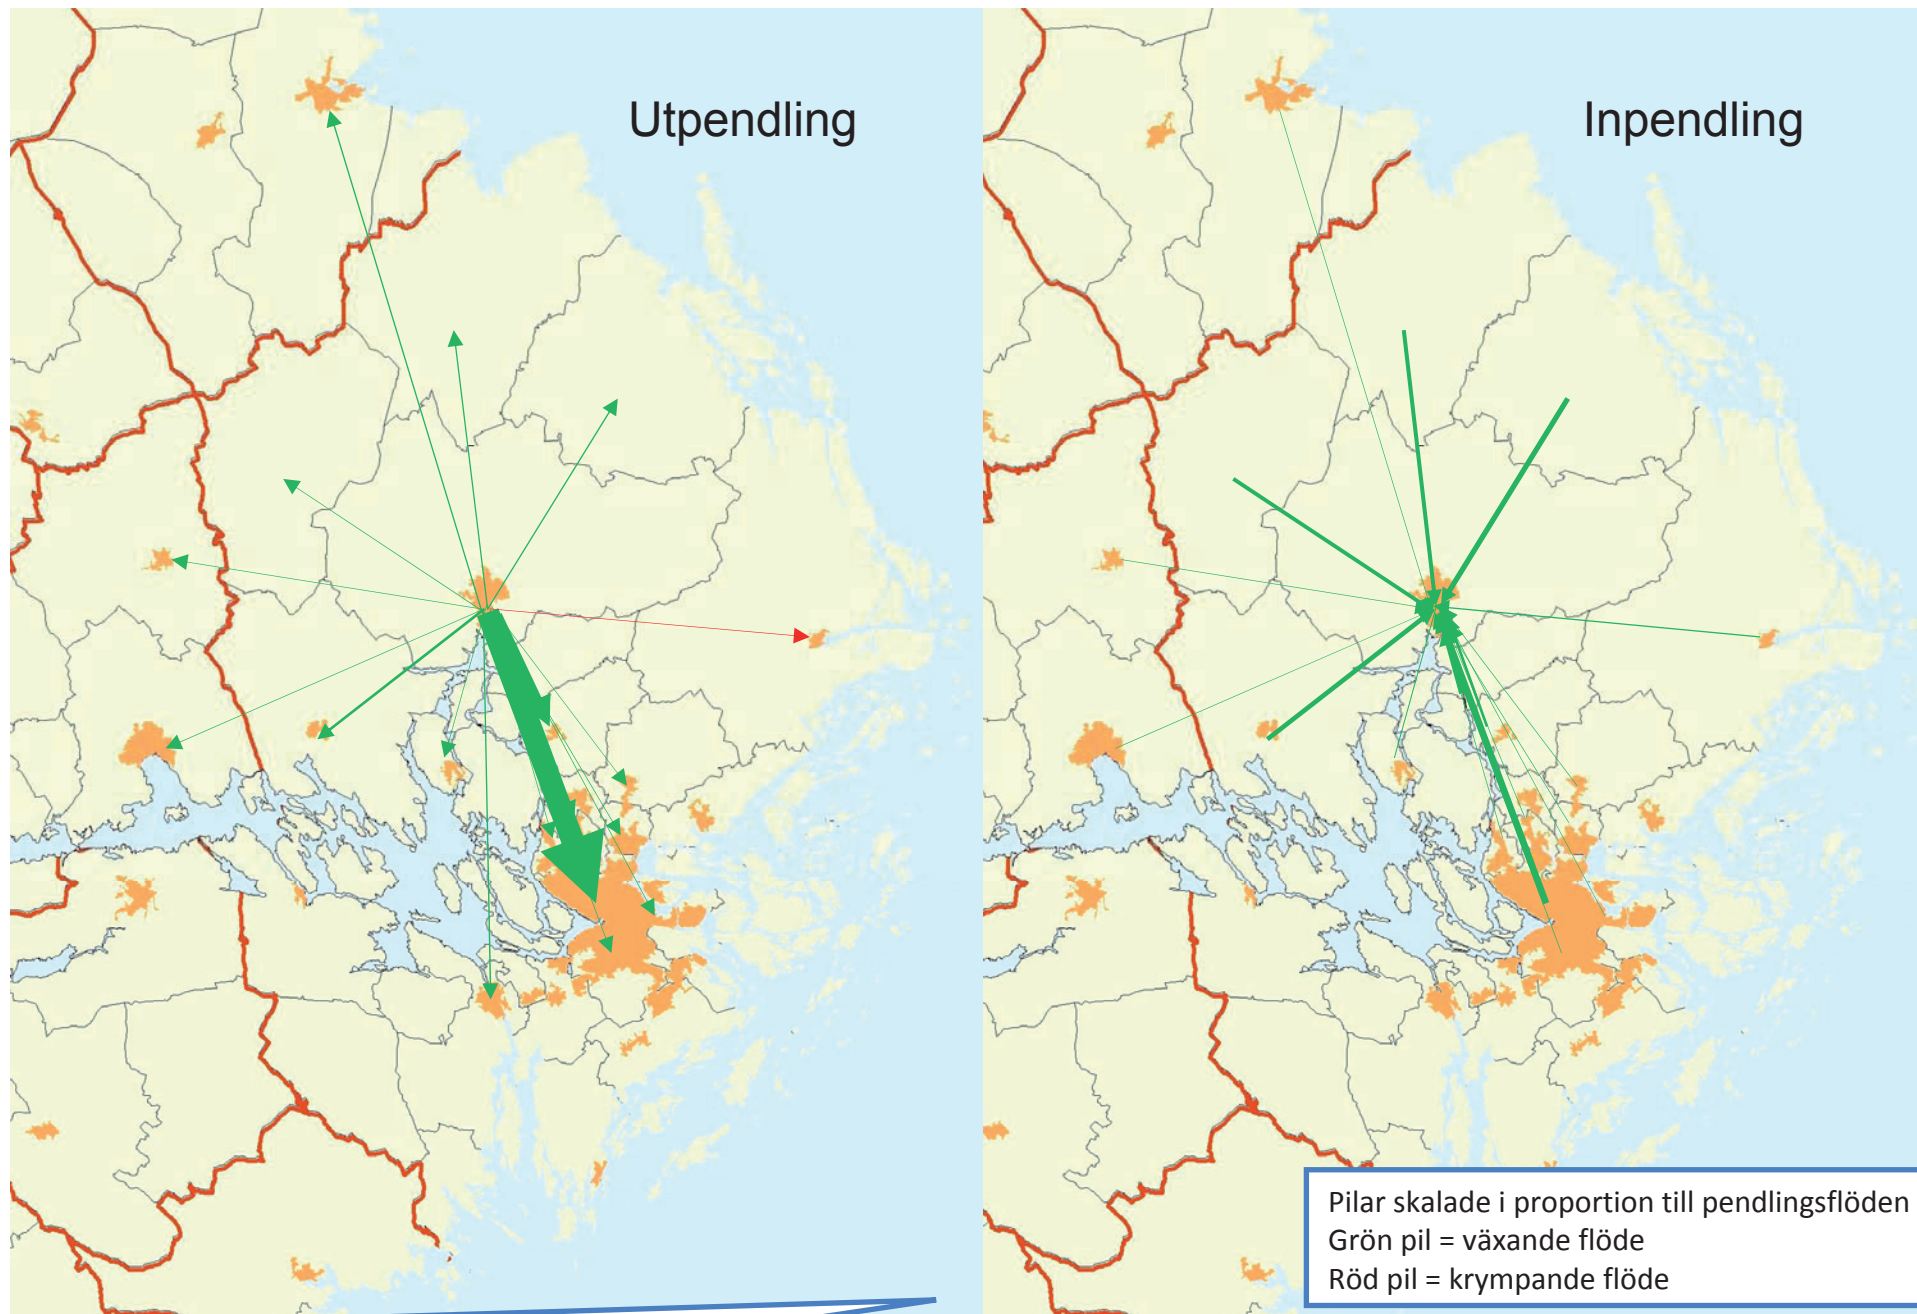 Utpendling
Inpendling
Pilar skalade i proportion till pendlingsflöden
Grön pil = växande flöde
Röd pil = krympande flöde